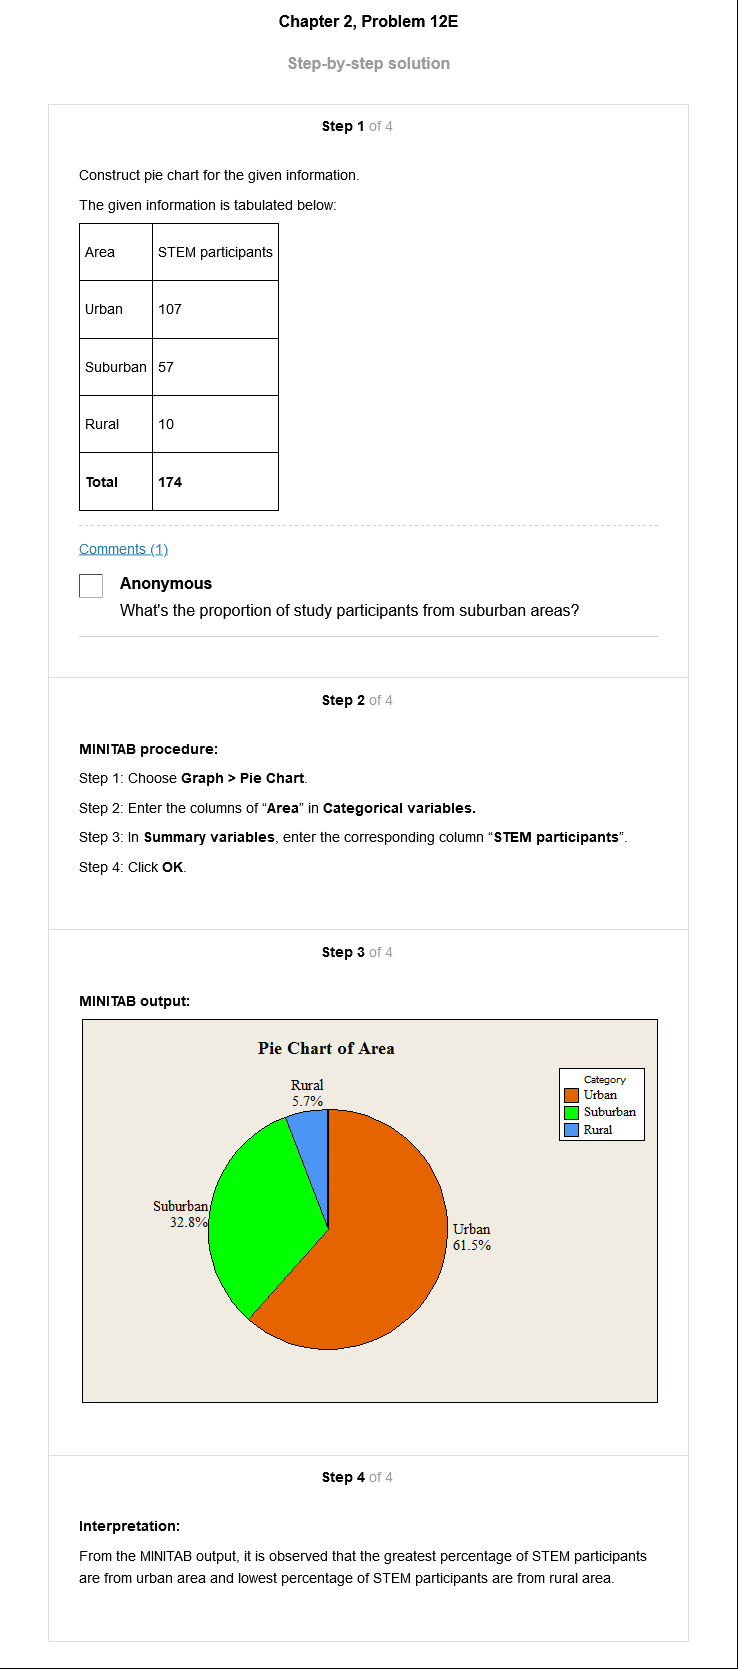 Chapter 2, Problem 12E
Step-by-step solution
Step 1 of 4
Construct pie chart for the given information.
The given information is tabulated below:
Area STEM participants
Urban 107
Suburban 57
Rural 10
Total 174
Comments (1)
Anonymous
What's the proportion of study participants from suburban areas?
Step 2 of 4
MINITAB procedure:
Step 1: Choose Graph > Pie Chart.
Step 2: Enter the columns of “Area” in Categorical variables.
Step 3: In Summary variables, enter the corresponding column “STEM participants”.
Step 4: Click OK.
Step 3 of 4
MINITAB output:
Pie Chart of Area
Category
Urban
Suburban
Rural
Rural
5.7%
Suburban
32.8%
Urban
61.5%
Step 4 of 4
Interpretation:
From the MINITAB output, it is observed that the greatest percentage of STEM participants
are from urban area and lowest percentage of STEM participants are from rural area.